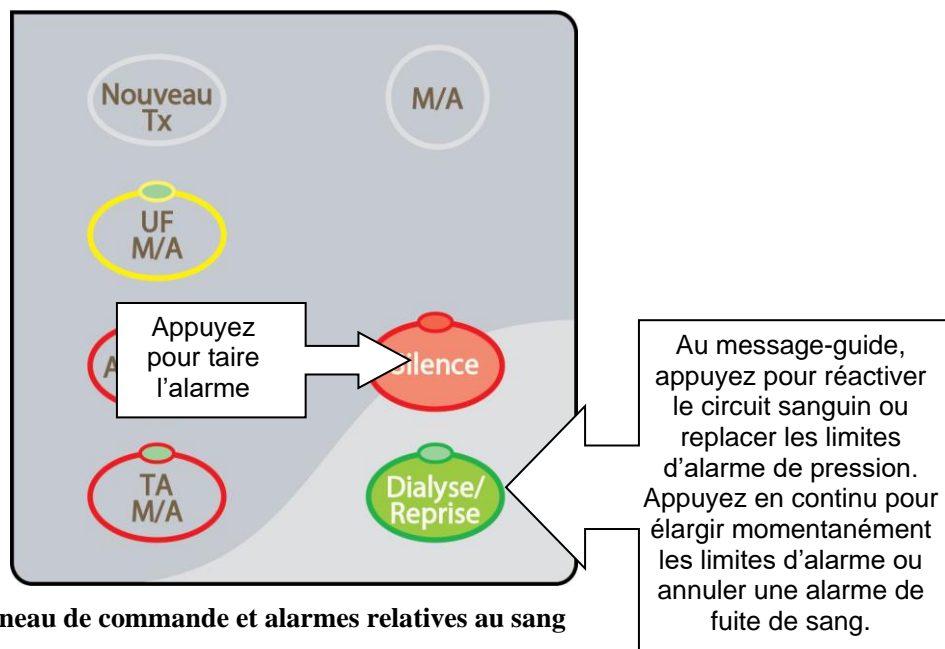 Nouveau
Tx
M/A
UF
M/A
Appuyez
pour taire
l'alarme
A
Silence
TA
M/A
Dialyse/
Reprise
Au message-guide,
appuyez pour réactiver
le circuit sanguin ou
replacer les limites
d'alarme de pression.
Appuyez en continu pour
élargir momentanément
les limites d'alarme ou
annuler une alarme de
fuite de sang.
neau de commande et alarmes relatives au sang